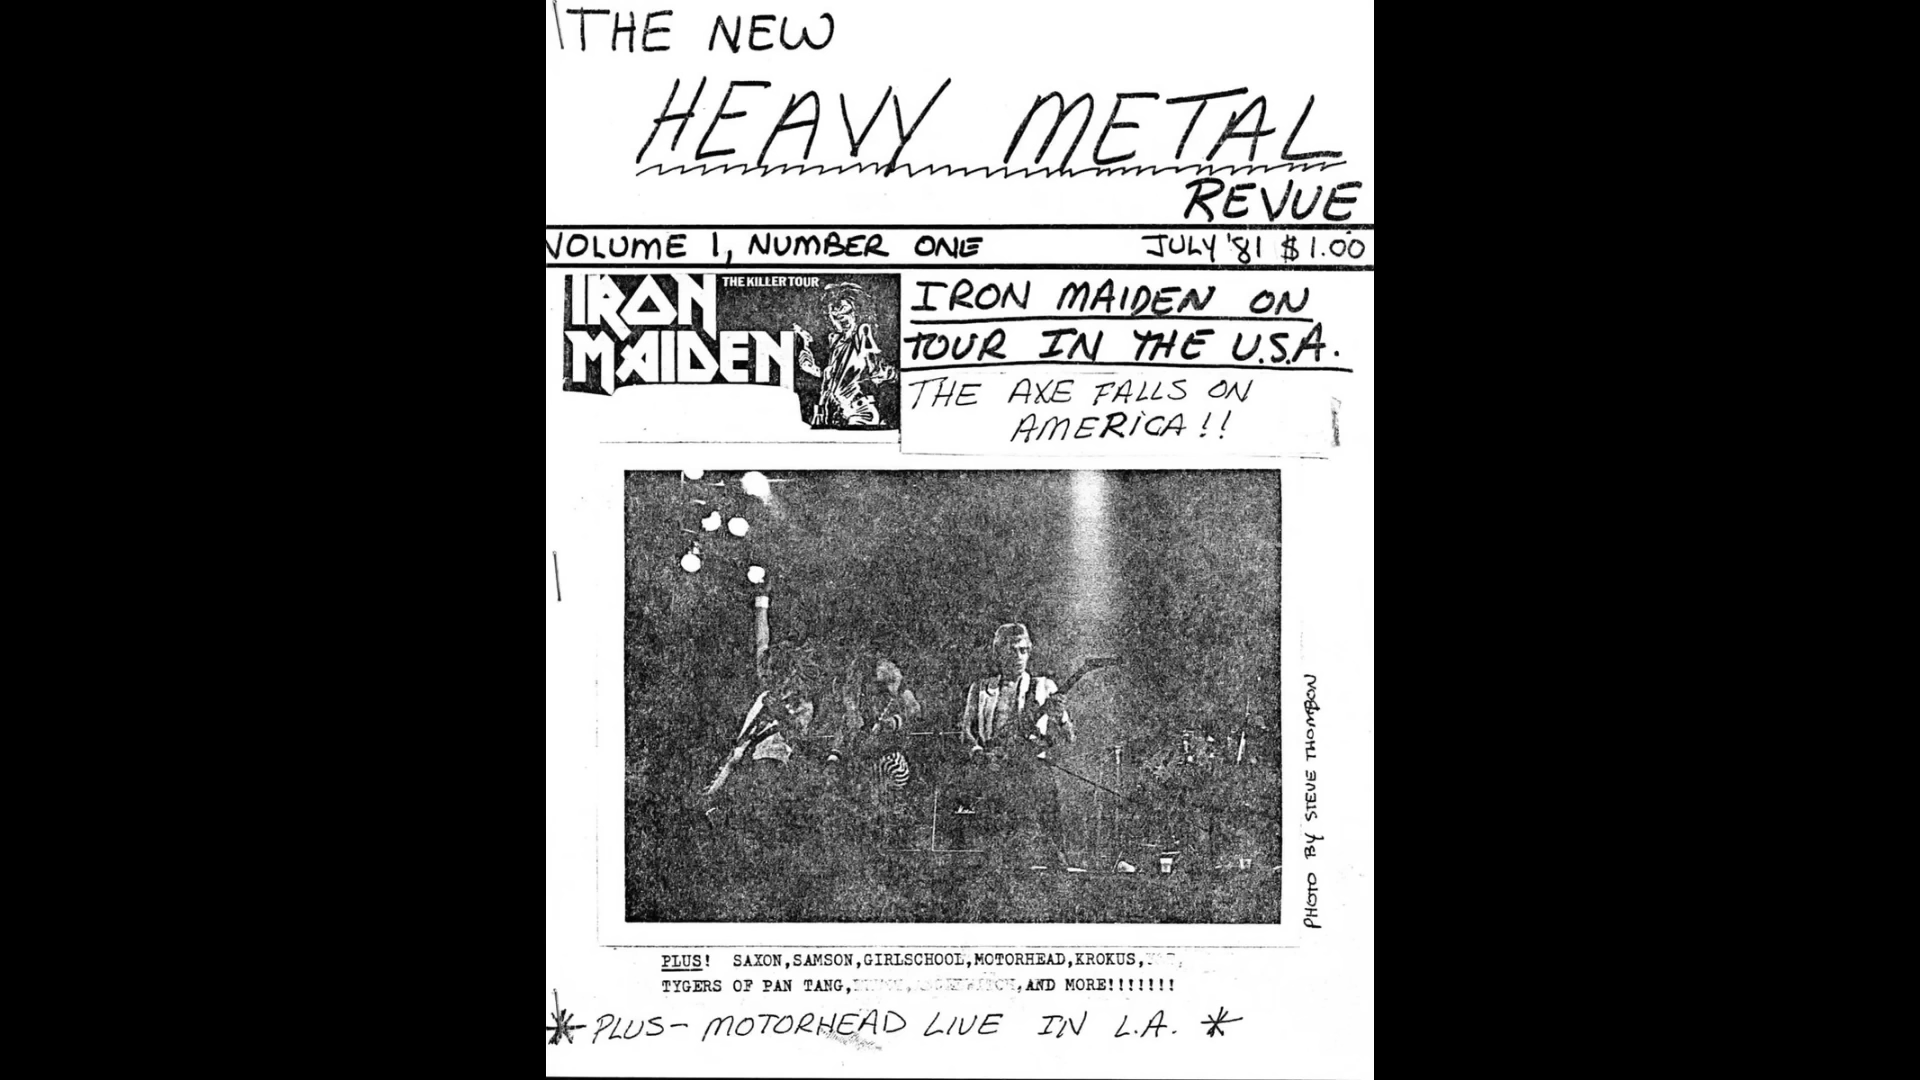 THE NEW
HEAVY METAL
REVUE
VOLUME 1, NUMBER ONE JULY '81 $1.00
IRON
MAIDEN
THE KILLER TOUR
IRON MAIDEN ON
TOUR IN THE U.S.A.
THE AXE FALLS ON
AMERICA!!
PHOTO BY STEVE THOMPSON
PLUS! SAXON,SAMSON,GIRLSCHOOL,MOTORHEAD,KROKUS,
TYGERS OF PAN TANG, ,AND MORE!!!!!!!
*PLUS- MOTORHEAD LIVE IN L.A. *